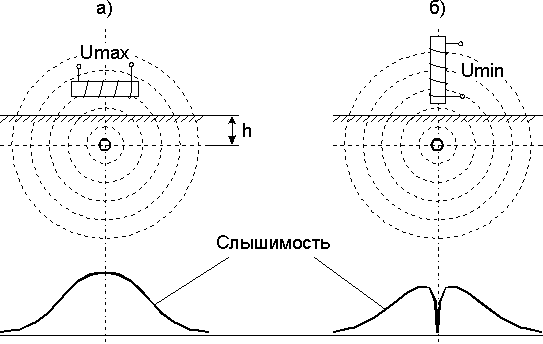 а)
б)
Umax
Umin
h
Слышимость